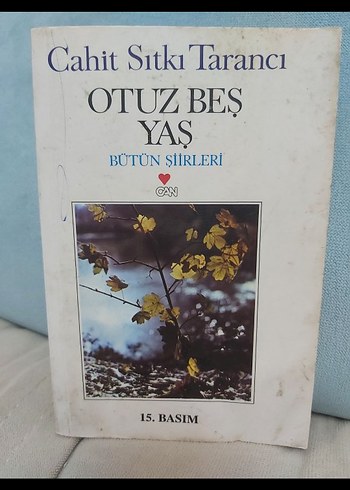 Cahit Sıtkı Tarancı
OTUZ BEŞ
YAŞ
BÜTÜN ŞİİRLERİ
CAN
15. BASIM